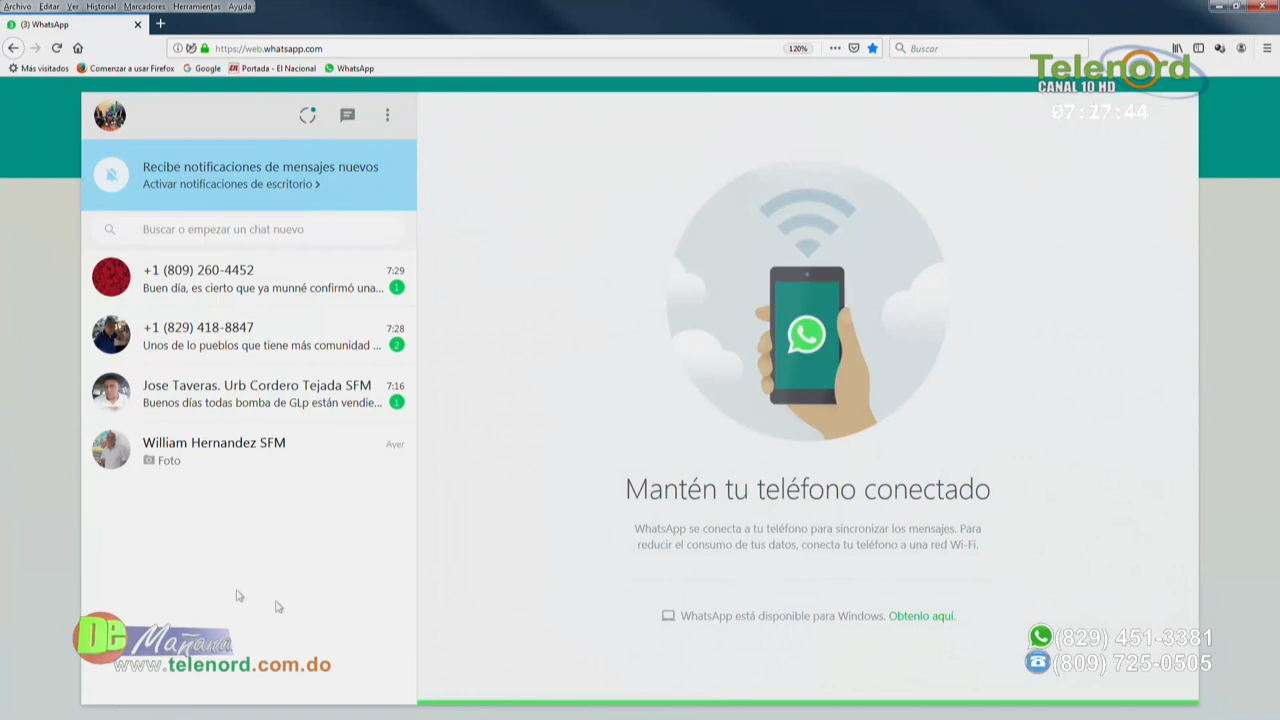 Archivo Editar Ver Historial Marcadores Herramientas Ayuda
(3) WhatsApp
https://web.whatsapp.com
120%
Buscar
Más visitados Comenzar a usar Firefox Google Portada - El Nacional WhatsApp
Telenord
CANAL 10 HD
07:27:44
Recibe notificaciones de mensajes nuevos
Activar notificaciones de escritorio
Buscar o empezar un chat nuevo
+1 (809) 260-4452 7:29
Buen día, es cierto que ya munné confirmó una... 1
+1 (829) 418-8847 7:28
Unos de lo pueblos que tiene más comunidad ... 2
Jose Taveras. Urb Cordero Tejada SFM 7:16
Buenos días todas bomba de GLp están vendie... 1
William Hernandez SFM Ayer
Foto
Mantén tu teléfono conectado
WhatsApp se conecta a tu teléfono para sincronizar los mensajes. Para
reducir el consumo de tus datos, conecta tu teléfono a una red Wi-Fi.
WhatsApp está disponible para Windows. Obtenlo aquí.
De Mañana
www.telenord.com.do
(829) 451-3381
(809) 725-0505